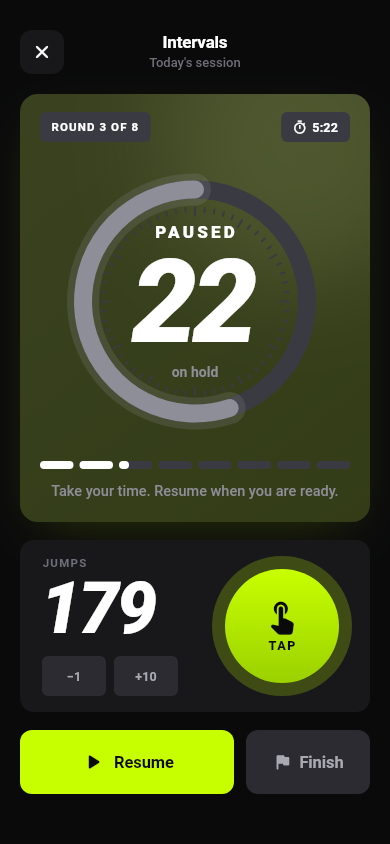 Intervals
Today's session
ROUND 3 OF 8
5:22
PAUSED
22
on hold
Take your time. Resume when you are ready.
JUMPS
179
−1
+10
TAP
Resume
Finish